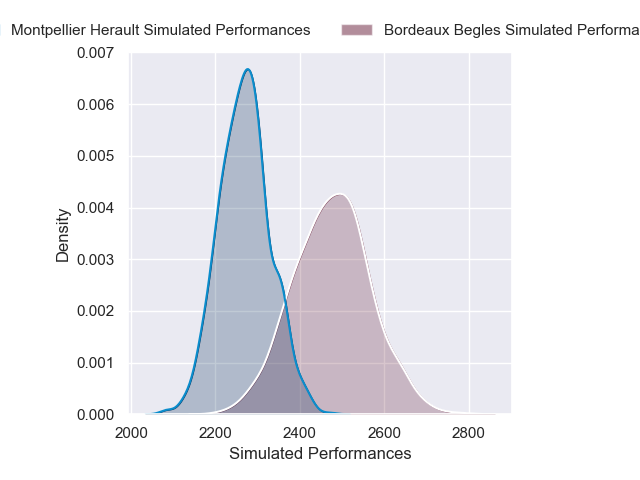 Montpellier Herault Simulated Performances
Bordeaux Begles Simulated Performa
0.007
0.006
0.005
0.004
0.003
0.002
0.001
0.000
Density
2000 2200 2400 2600 2800
Simulated Performances